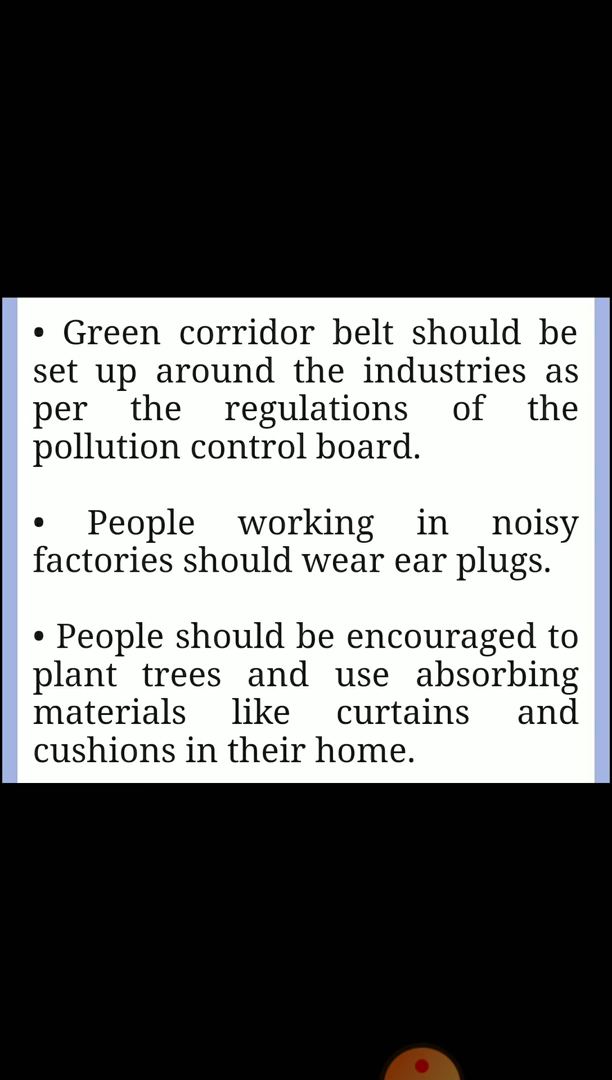 • Green corridor belt should be
set up around the industries as
per the regulations of the
pollution control board.
• People working in noisy
factories should wear ear plugs.
• People should be encouraged to
plant trees and use absorbing
materials like curtains and
cushions in their home.